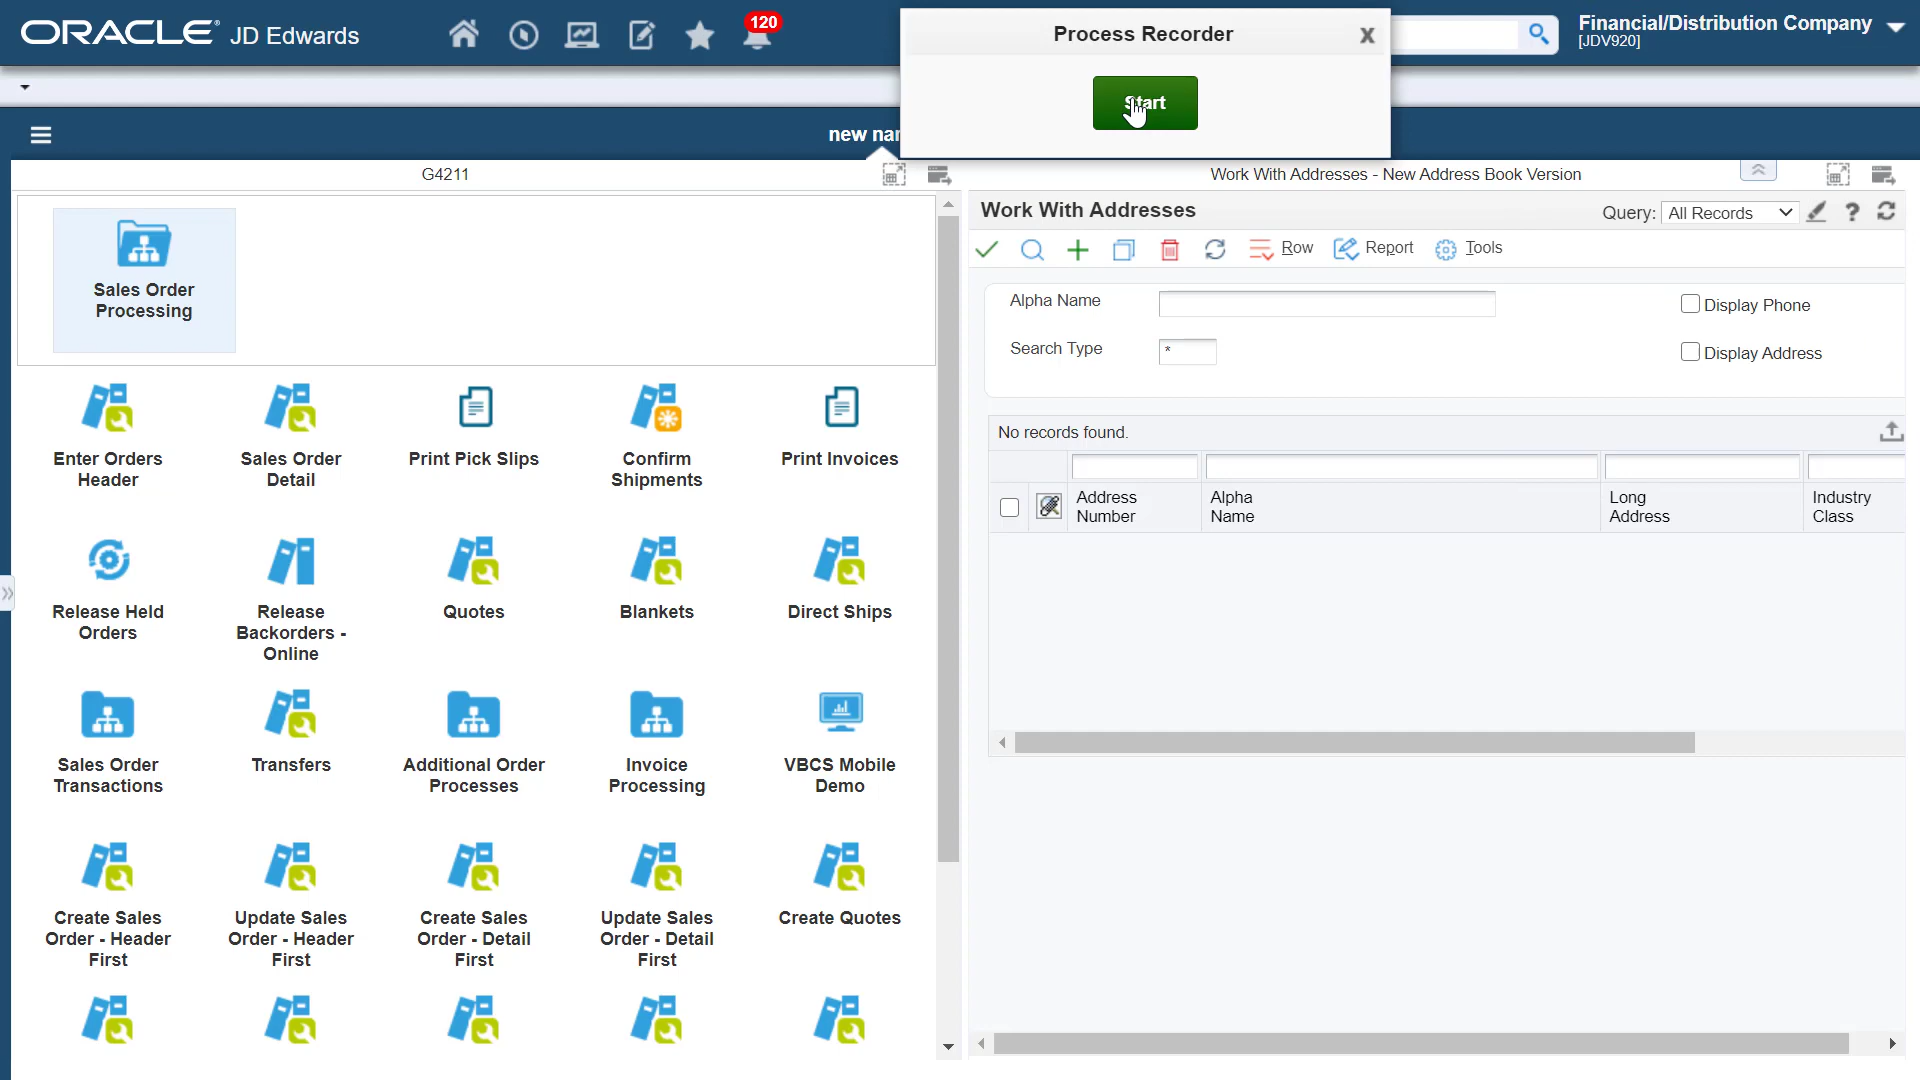 ORACLE JD Edwards
120
Process Recorder
X
Start
Financial/Distribution Company
[JDV920]
G4211
Work With Addresses - New Address Book Version
Work With Addresses
Query: All Records
?
Row
Report
Tools
Alpha Name
Display Phone
Search Type
*
Display Address
No records found.
Address
Number
Alpha
Name
Long
Address
Industry
Class
Sales Order
Processing
Enter Orders
Header
Sales Order
Detail
Print Pick Slips
Confirm
Shipments
Print Invoices
Release Held
Orders
Release
Backorders -
Online
Quotes
Blankets
Direct Ships
Sales Order
Transactions
Transfers
Additional Order
Processes
Invoice
Processing
VBCS Mobile
Demo
Create Sales
Order - Header
First
Update Sales
Order - Header
First
Create Sales
Order - Detail
First
Update Sales
Order - Detail
First
Create Quotes
new